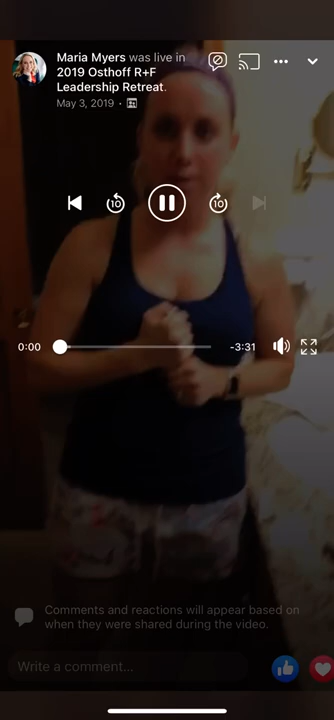 Maria Myers was live in
2019 Osthoff R+F
Leadership Retreat.
May 3, 2019 ·
10
10
0:00
-3:31
Comments and reactions will appear based on
when they were shared during the video.
Write a comment...